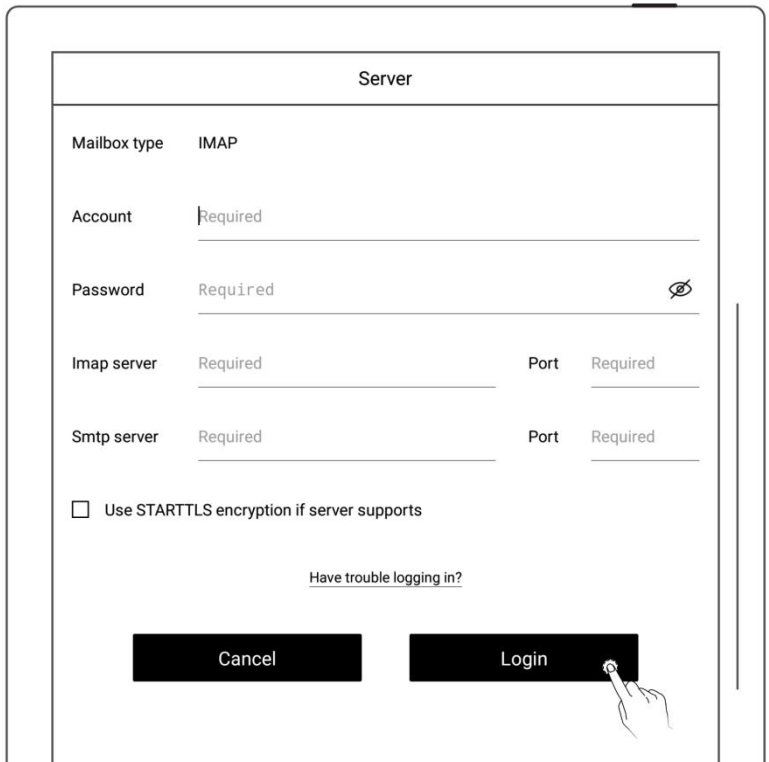 Server
Mailbox type IMAP
Account Required
Password Required
Imap server Required Port Required
Smtp server Required Port Required
Use STARTTLS encryption if server supports
Have trouble logging in?
Cancel Login